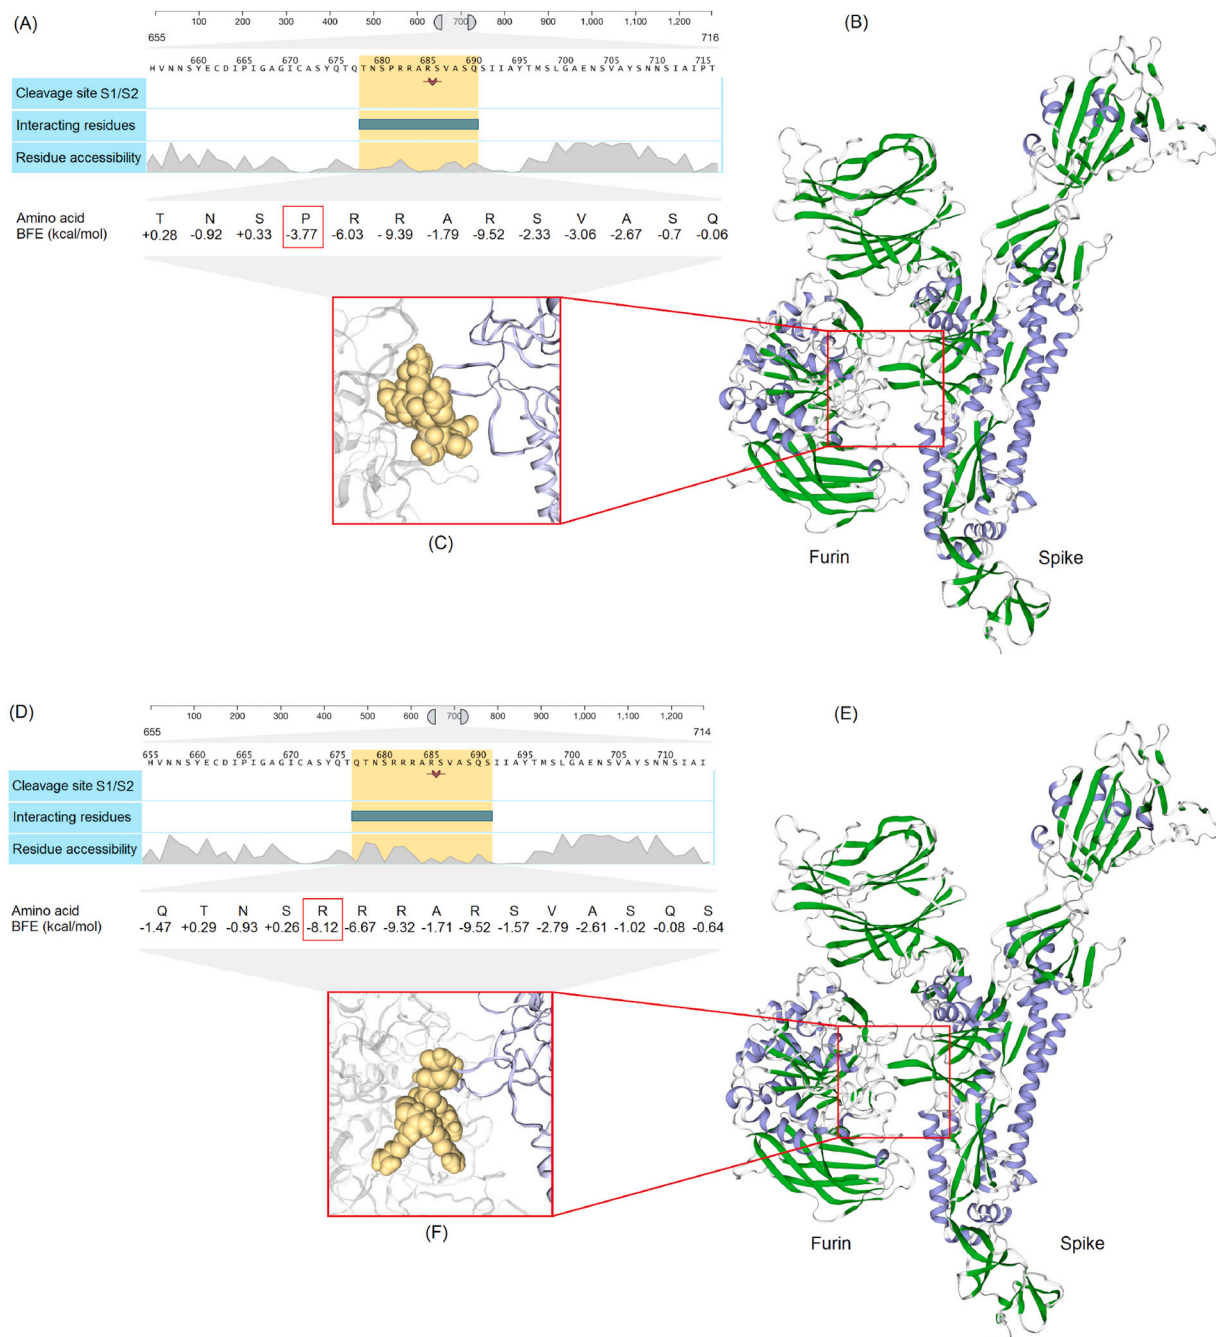 (A)
100 200 300 400 500 600 700 800 900 1,000 1,100 1,200
655 716
660 665 670 675 680 685 690 695 700 705 710 715
HVNNSYECDIPIGAGICASYQTQTNSPRRARSVASQSIIAYTMSLGAENSVAYSNNSIAIPT
Cleavage site S1/S2
Interacting residues
Residue accessibility
Amino acid T N S P R R A R S V A S Q
BFE (kcal/mol) +0.28 -0.92 +0.33 -3.77 -6.03 - 9.39 -1.79 -9.52 -2.33 -3.06 -2.67 -0.7 -0.06
(C)
(B)
Furin Spike
(D)
100 200 300 400 500 600 700 800 900 1,000 1,100 1,200
655 714
655 660 665 670 675 680 685 690 695 700 705 710
HVNNSYECDIPIGAGICASYQTQTNSRRRARSVASQSIIAYTMSLGAENSVAYSNNSIAI
Cleavage site S1/S2
Interacting residues
Residue accessibility
Amino acid Q T N S R R R A R S V A S Q S
BFE (kcal/mol) -1.47 +0.29 -0.93 +0.26 -8.12 -6.67 -9.32 -1.71 -9.52 -1.57 -2.79 -2.61 -1.02 -0.08 -0.64
(F)
(E)
Furin Spike